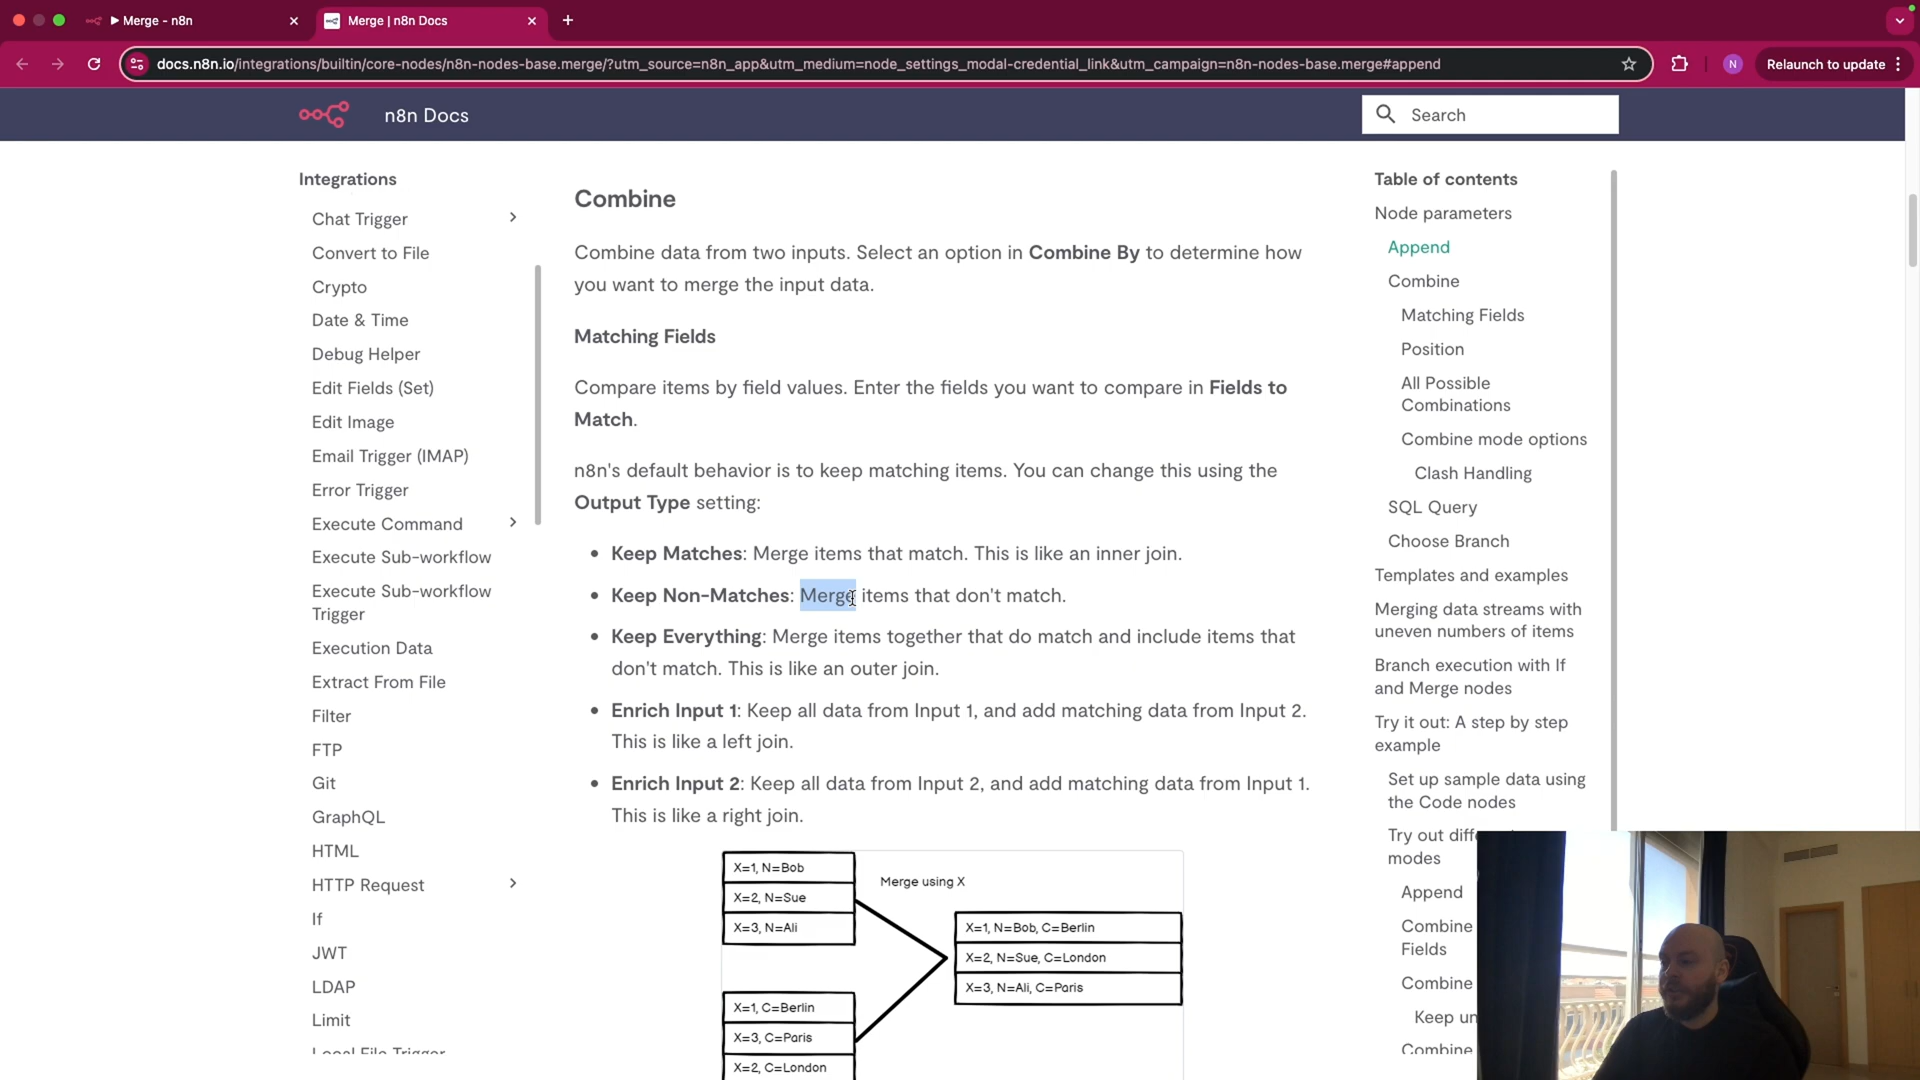 Merge - n8n
Merge | n8n Docs
docs.n8n.io/integrations/builtin/core-nodes/n8n-nodes-base.merge/?utm_source=n8n_app&utm_medium=node_settings_modal-credential_link&utm_campaign=n8n-nodes-base.merge#append
N
Relaunch to update
n8n Docs
Search
Integrations
Chat Trigger
Convert to File
Crypto
Date & Time
Debug Helper
Edit Fields (Set)
Edit Image
Email Trigger (IMAP)
Error Trigger
Execute Command
Execute Sub-workflow
Execute Sub-workflow
Trigger
Execution Data
Extract From File
Filter
FTP
Git
GraphQL
HTML
HTTP Request
If
JWT
LDAP
Limit
Local File Trigger
Combine
Combine data from two inputs. Select an option in Combine By to determine how
you want to merge the input data.
Matching Fields
Compare items by field values. Enter the fields you want to compare in Fields to
Match.
n8n's default behavior is to keep matching items. You can change this using the
Output Type setting:
Keep Matches: Merge items that match. This is like an inner join.
Keep Non-Matches: Merge items that don't match.
Keep Everything: Merge items together that do match and include items that
don't match. This is like an outer join.
Enrich Input 1: Keep all data from Input 1, and add matching data from Input 2.
This is like a left join.
Enrich Input 2: Keep all data from Input 2, and add matching data from Input 1.
This is like a right join.
X=1, N=Bob
X=2, N=Sue
X=3, N=Ali
Merge using X
X=1, N=Bob, C=Berlin
X=2, N=Sue, C=London
X=3, N=Ali, C=Paris
X=1, C=Berlin
X=3, C=Paris
X=2, C=London
Table of contents
Node parameters
Append
Combine
Matching Fields
Position
All Possible
Combinations
Combine mode options
Clash Handling
SQL Query
Choose Branch
Templates and examples
Merging data streams with
uneven numbers of items
Branch execution with If
and Merge nodes
Try it out: A step by step
example
Set up sample data using
the Code nodes
Try out diff
modes
Append
Combine
Fields
Combine
Keep un
Combine